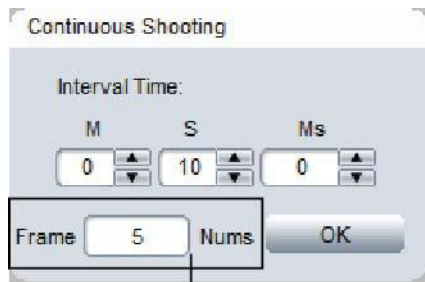 Continuous Shooting
Interval Time:
M S Ms
0 10 0
Frame 5 Nums OK